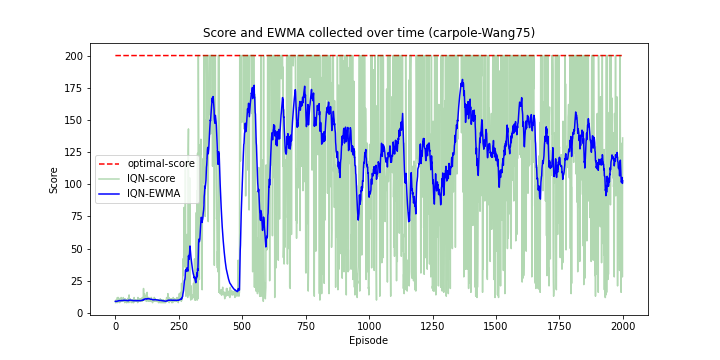 Score and EWMA collected over time (carpole-Wang75)
Score
200
175
150
125
100
75
50
25
0
optimal-score
IQN-score
IQN-EWMA
0 250 500 750 1000 1250 1500 1750 2000
Episode